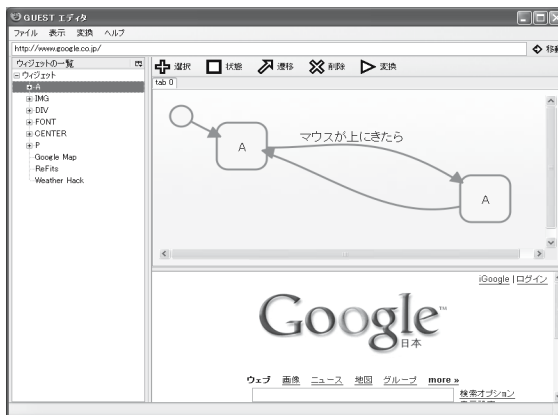 GUEST エディタ
ファイル 表示 変換 ヘルプ
http://www.google.co.jp/ 移動
ウィジェットの一覧
ウィジェット
A
IMG
DIV
FONT
CENTER
P
Google Map
ReFits
Weather Hack
選択 状態 遷移 削除 変換
tab 0
A
マウスが上にきたら
A
iGoogle | ログイン
Google™
日本
ウェブ 画像 ニュース 地図 グループ more »
検索オプション